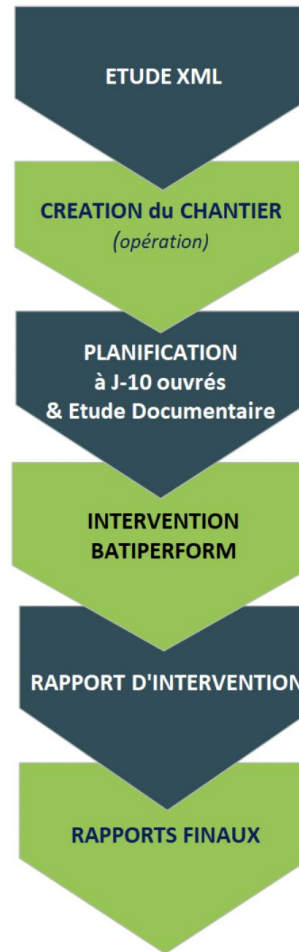 ETUDE XML
CREATION du CHANTIER
(opération)
PLANIFICATION
à J-10 ouvrés
& Etude Documentaire
INTERVENTION
BATIPERFORM
RAPPORT D'INTERVENTION
RAPPORTS FINAUX